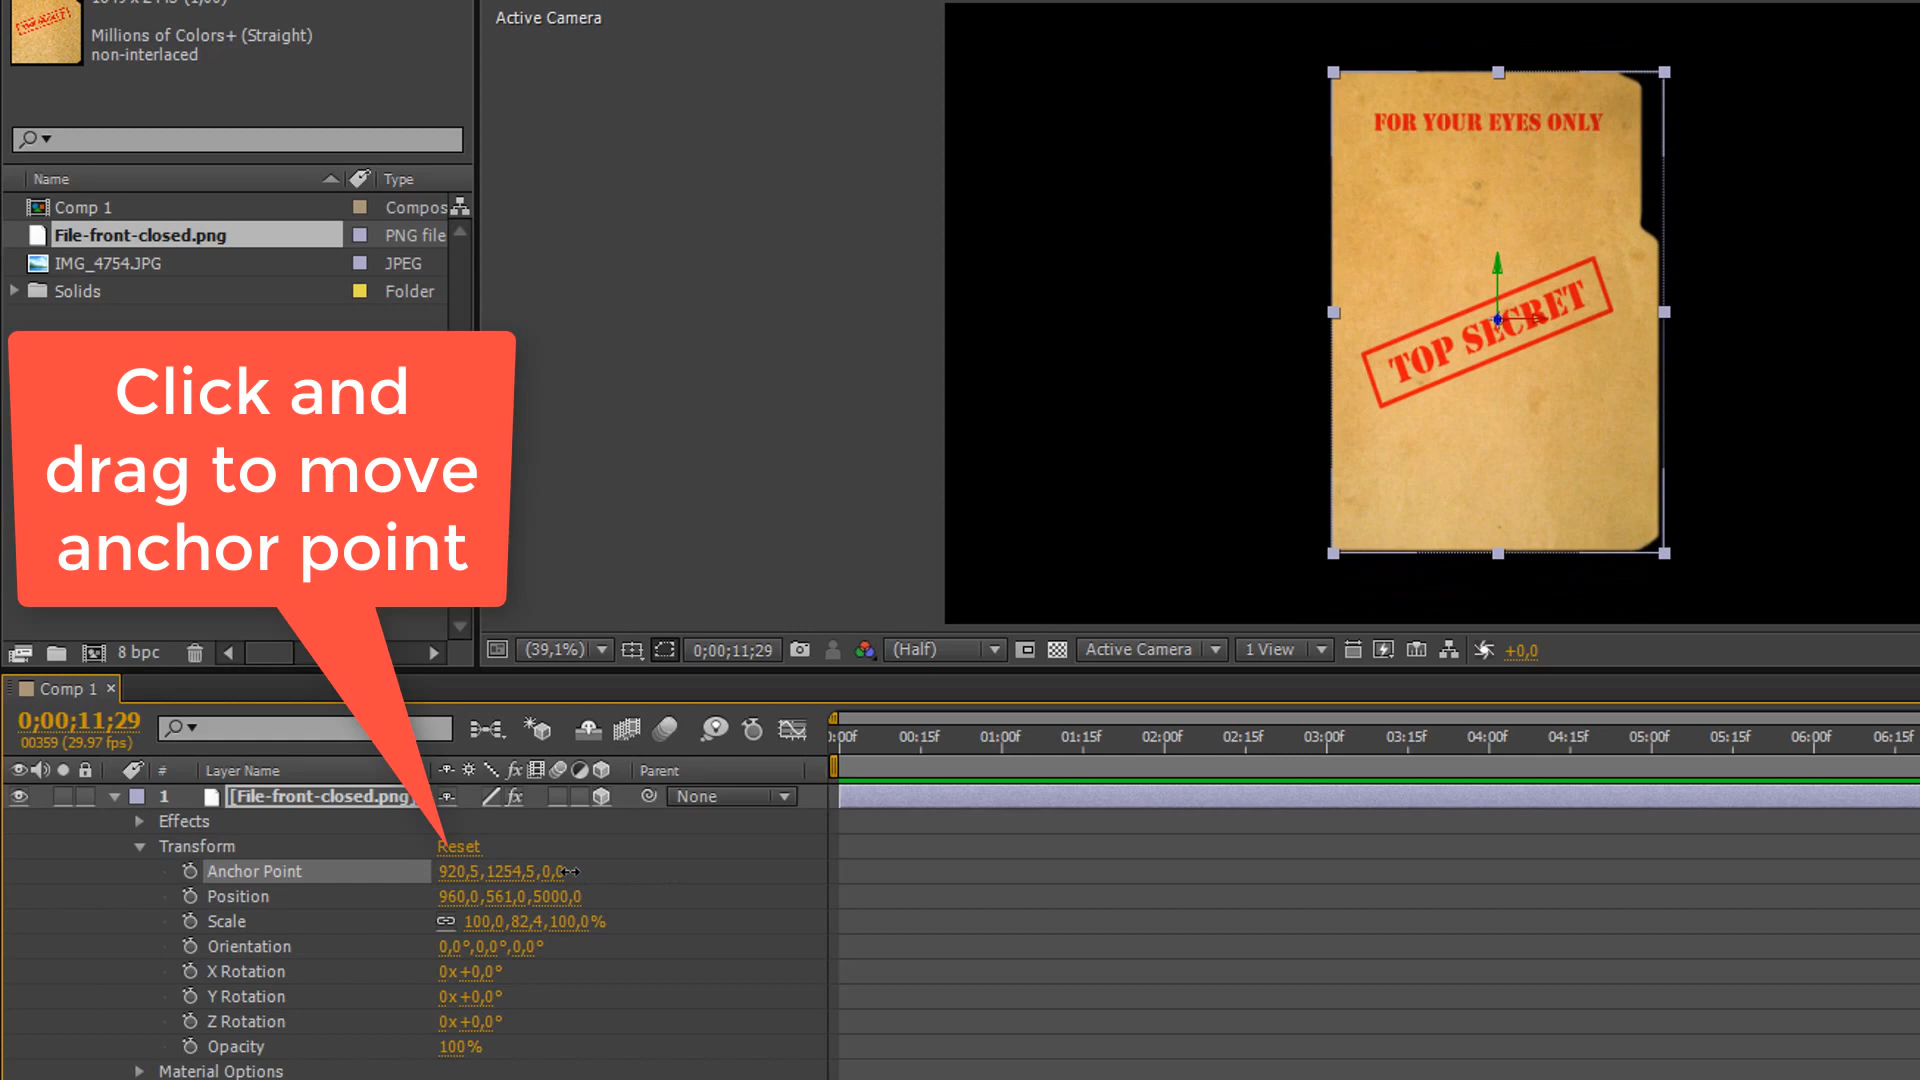 Millions of Colors+ (Straight)
non-interlaced
Active Camera
FOR YOUR EYES ONLY
TOP SECRET
Name
Type
Comp 1
Compos
File-front-closed.png
PNG file
IMG_4754.JPG
JPEG
Solids
Folder
Click and
drag to move
anchor point
8 bpc
(39,1%)
0;00;11;29
(Half)
Active Camera
1 View
+0,0
Comp 1 ×
0;00;11;29
00359 (29.97 fps)
):00f 00:15f 01:00f 01:15f 02:00f 02:15f 03:00f 03:15f 04:00f 04:15f 05:00f 05:15f 06:00f 06:15f
# Layer Name
fx
Parent
1 [File-front-closed.png]
fx
None
Effects
Transform
Reset
Anchor Point
920,5,1254,5,0,0
Position
960,0,561,0,5000,0
Scale
100,0,82,4,100,0%
Orientation
0,0°,0,0°,0,0°
X Rotation
0x+0,0°
Y Rotation
0x+0,0°
Z Rotation
0x+0,0°
Opacity
100%
Material Options